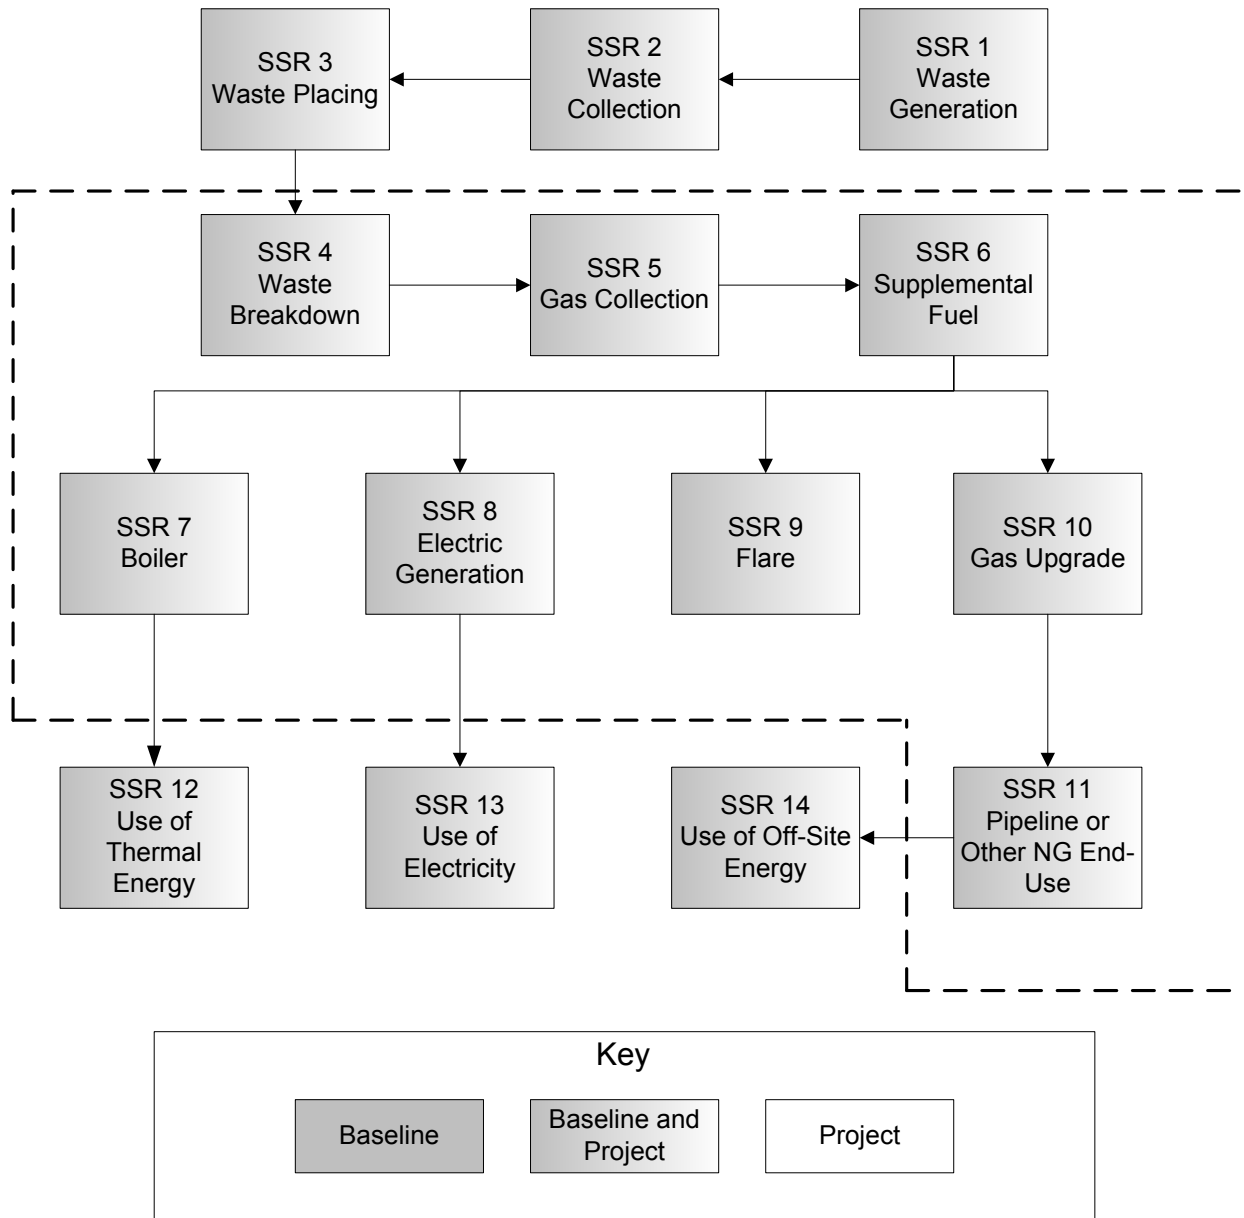 SSR 3
Waste Placing
SSR 2
Waste
Collection
SSR 1
Waste
Generation
SSR 4
Waste
Breakdown
SSR 5
Gas Collection
SSR 6
Supplemental
Fuel
SSR 7
Boiler
SSR 8
Electric
Generation
SSR 9
Flare
SSR 10
Gas Upgrade
SSR 12
Use of
Thermal
Energy
SSR 13
Use of
Electricity
SSR 14
Use of Off-Site
Energy
SSR 11
Pipeline or
Other NG End-
Use
Key
Baseline
Baseline and
Project
Project